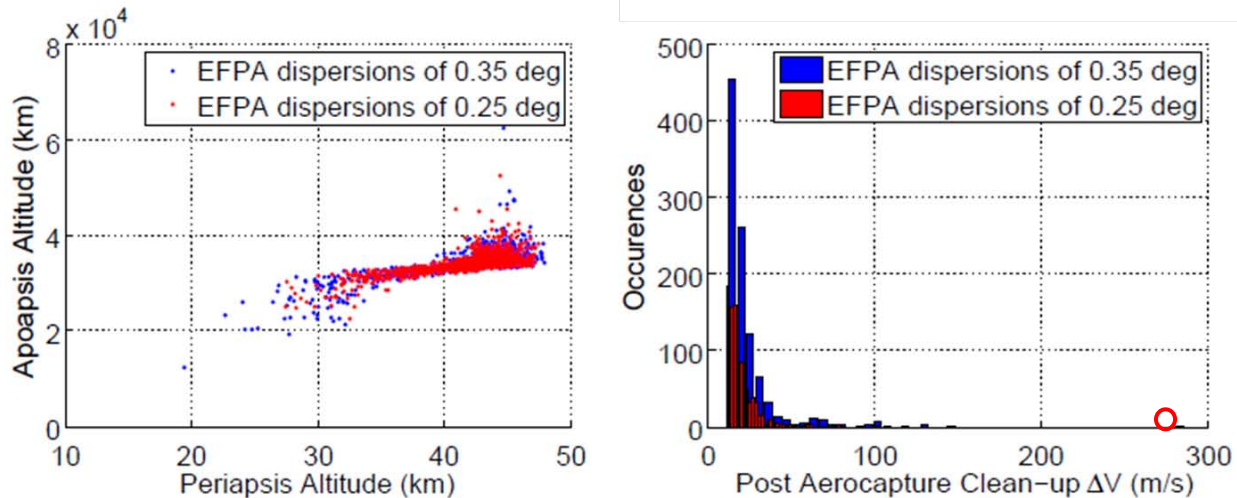 x 10⁴
8
6
4
2
0
10
20
30
40
50
Apoapsis Altitude (km)
Periapsis Altitude (km)
EFPA dispersions of 0.35 deg
EFPA dispersions of 0.25 deg
500
400
300
200
100
0
0
100
200
300
Occurences
Post Aerocapture Clean-up ΔV (m/s)
EFPA dispersions of 0.35 deg
EFPA dispersions of 0.25 deg